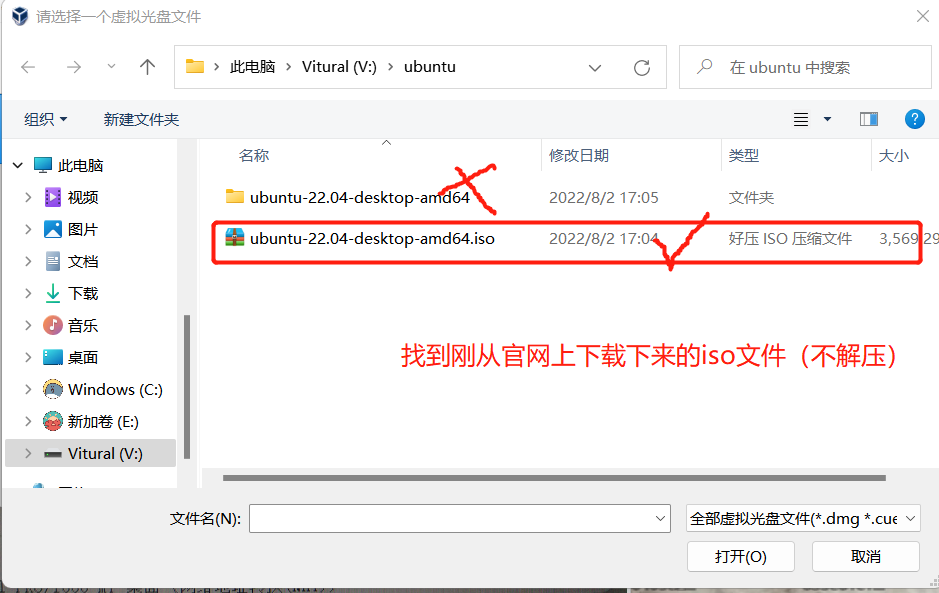 请选择一个虚拟光盘文件
此电脑 > Vitural (V:) > ubuntu
在 ubuntu 中搜索
组织
新建文件夹
名称
修改日期
类型
大小
此电脑
视频
图片
文档
下载
音乐
桌面
Windows (C:)
新加卷 (E:)
Vitural (V:)
ubuntu-22.04-desktop-amd64
2022/8/2 17:05
文件夹
ubuntu-22.04-desktop-amd64.iso
2022/8/2 17:04
好压 ISO 压缩文件
3,569,29
找到刚从官网上下载下来的iso文件（不解压）
文件名(N):
全部虚拟光盘文件(*.dmg *.cue
打开(O)
取消